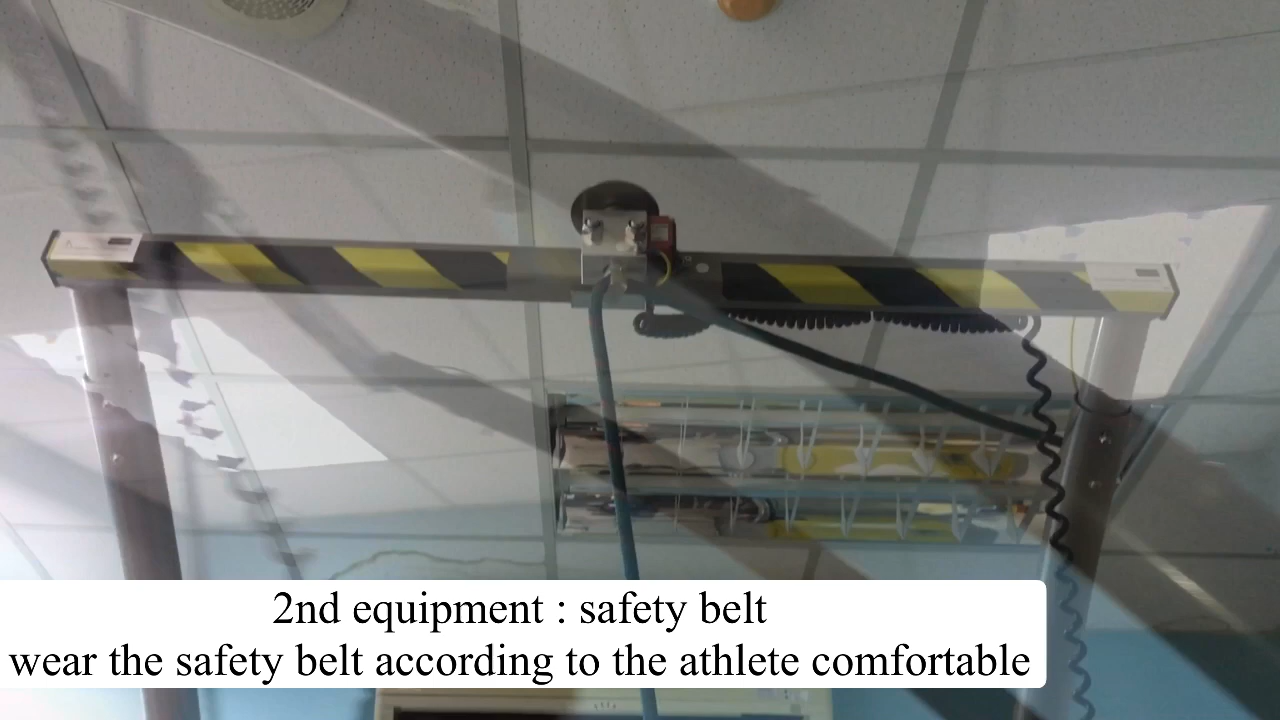 2nd equipment : safety belt
wear the safety belt according to the athlete comfortable